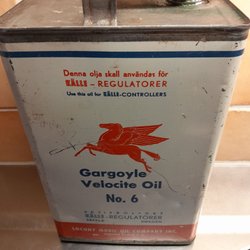 Denna olja skall användas för
KÄLLE - REGULATORER
Use this oil for KÄLLE-CONTROLLERS
Gargoyle
Velocite Oil
No. 6
KÄLLE-REGULATORER
SOCONY MOBIL OIL COMPANY INC.